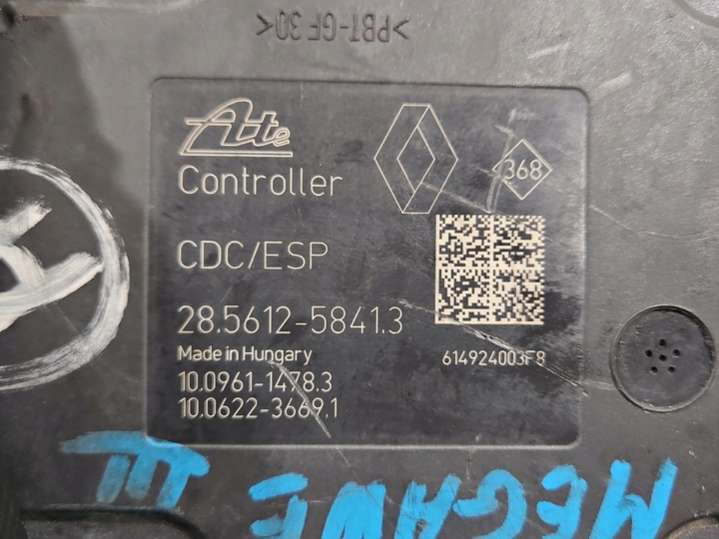 >PBT-GF30<
Ate
368
Controller
CDC/ESP
28.5612-5841.3
Made in Hungary
614924003F8
10.0961-1478.3
10.0622-3669.1
MEGANE III